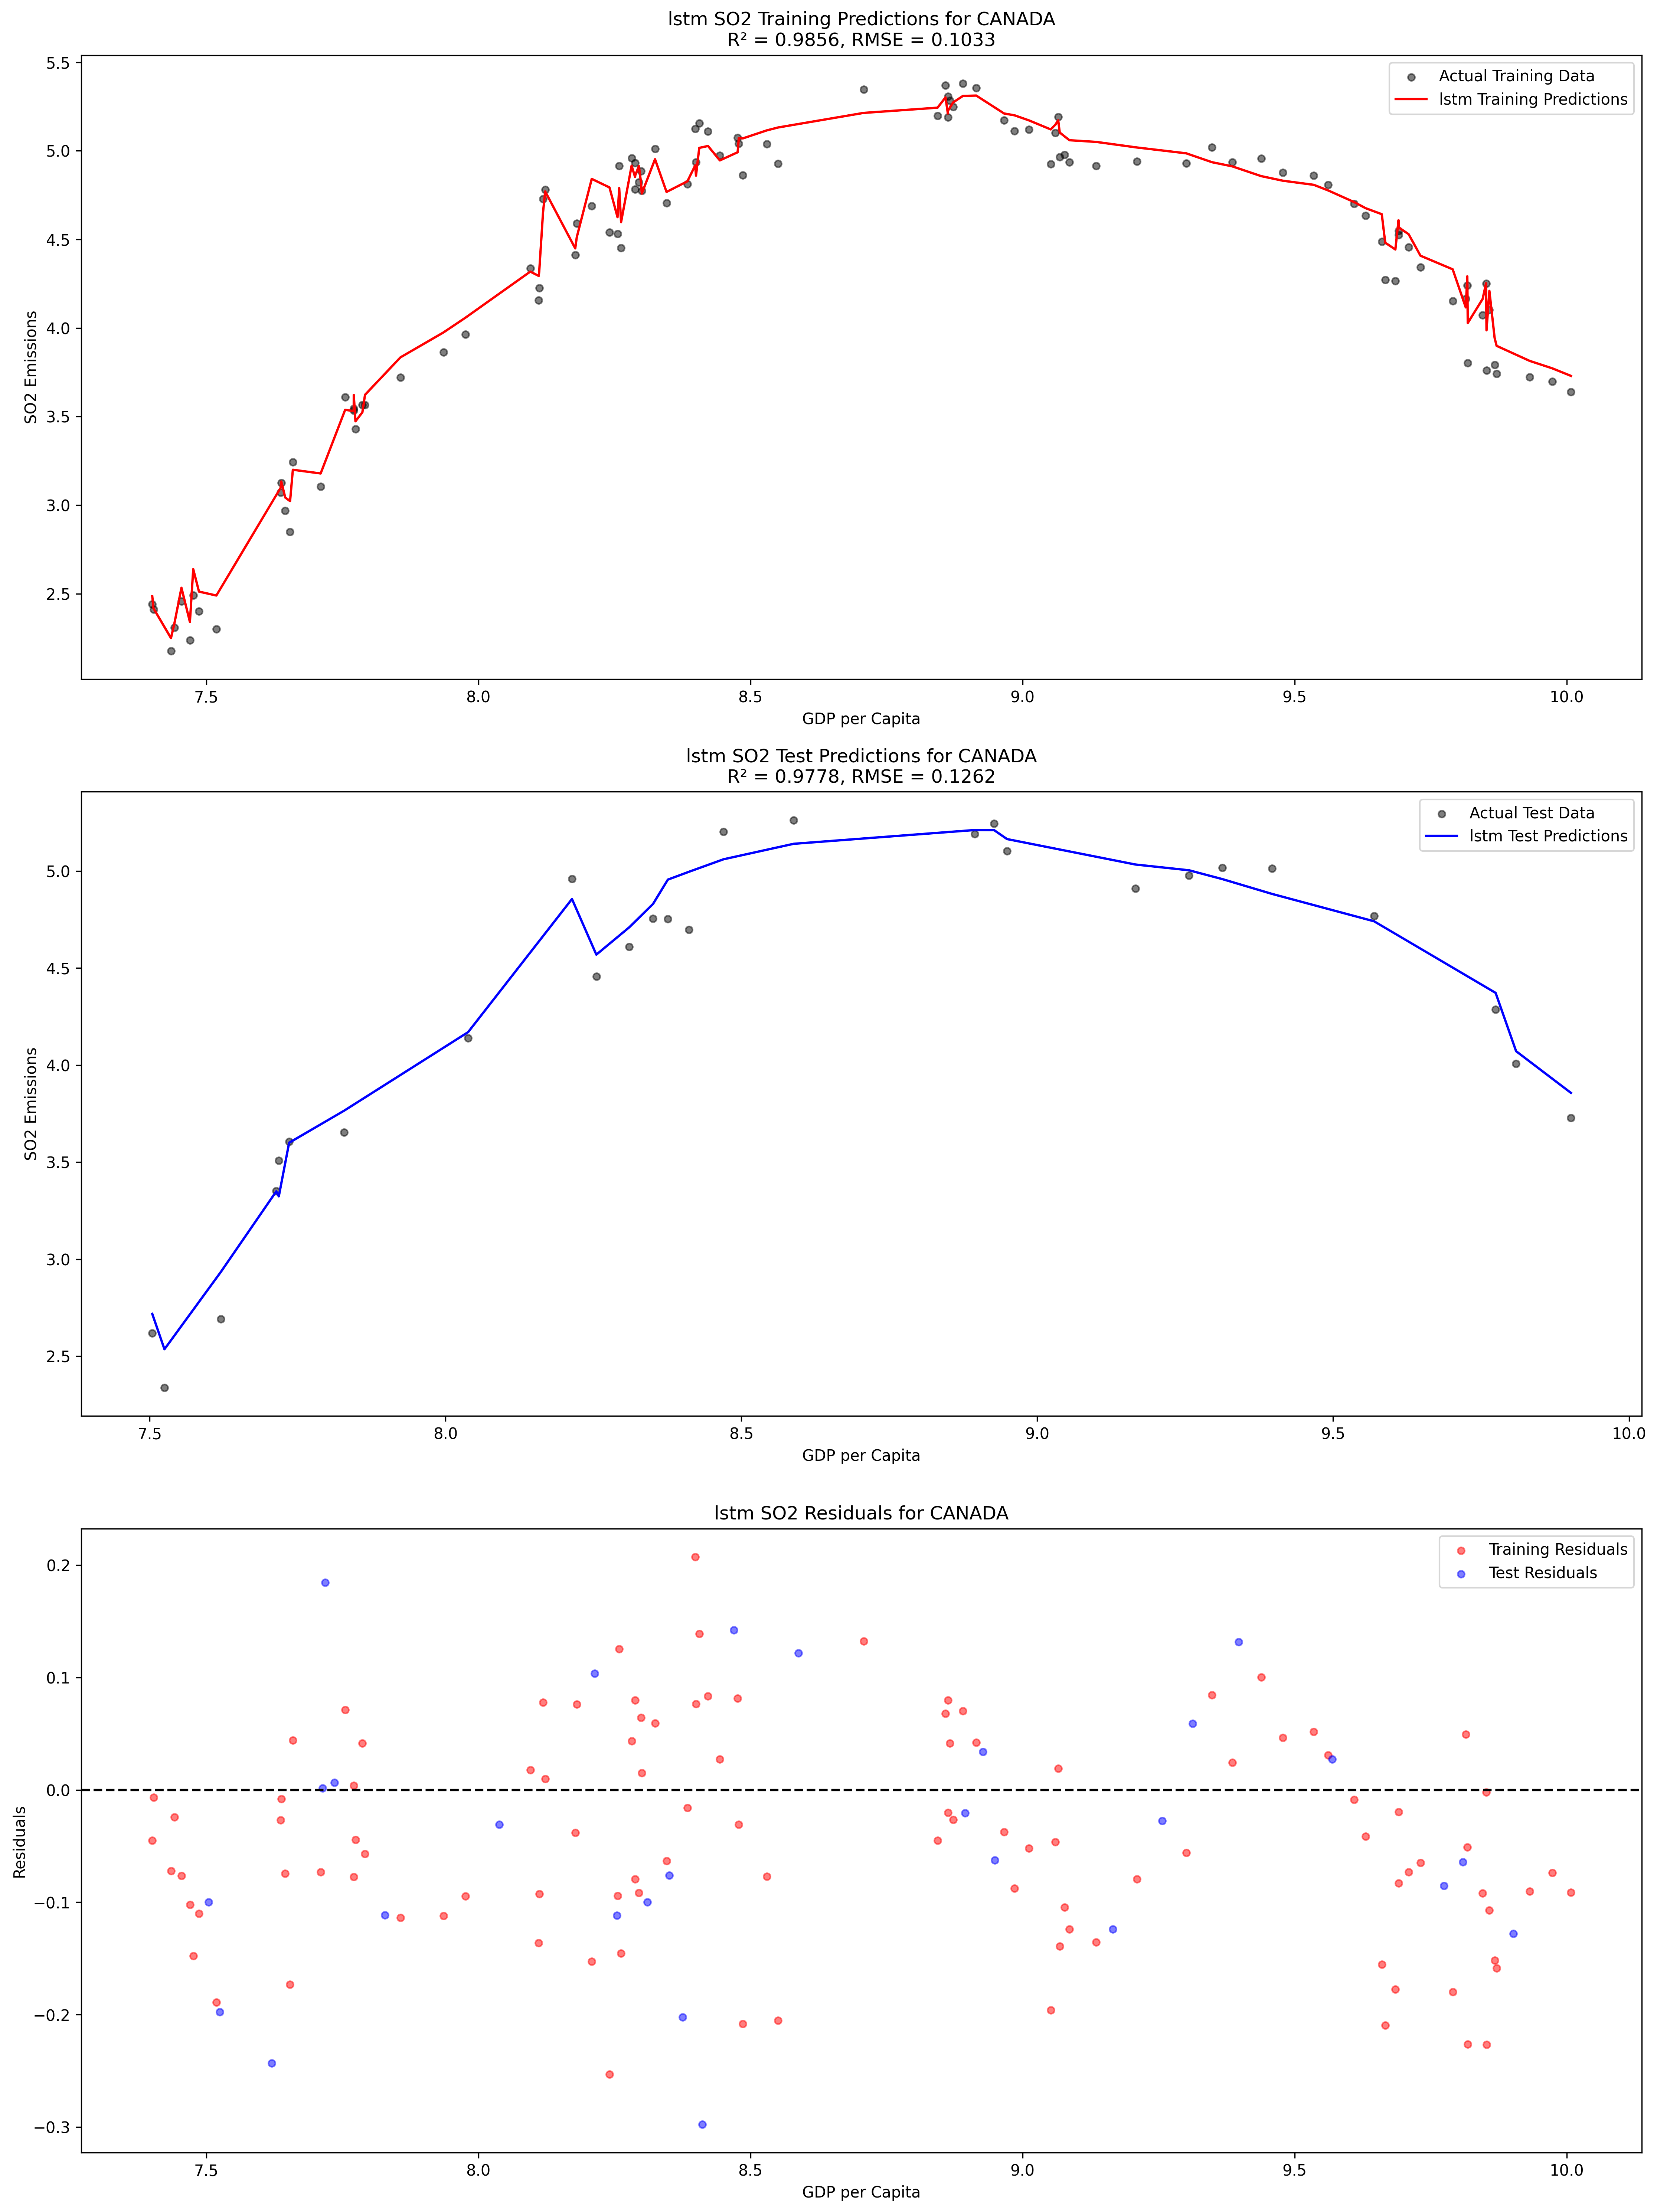 lstm SO2 Training Predictions for CANADA
R² = 0.9856, RMSE = 0.1033
5.5
5.0
4.5
4.0
3.5
3.0
2.5
SO2 Emissions
Actual Training Data
lstm Training Predictions
7.5 8.0 8.5 9.0 9.5 10.0
GDP per Capita
lstm SO2 Test Predictions for CANADA
R² = 0.9778, RMSE = 0.1262
5.0
4.5
4.0
3.5
3.0
2.5
SO2 Emissions
Actual Test Data
lstm Test Predictions
7.5 8.0 8.5 9.0 9.5 10.0
GDP per Capita
lstm SO2 Residuals for CANADA
0.2
0.1
0.0
−0.1
−0.2
−0.3
Residuals
Training Residuals
Test Residuals
7.5 8.0 8.5 9.0 9.5 10.0
GDP per Capita